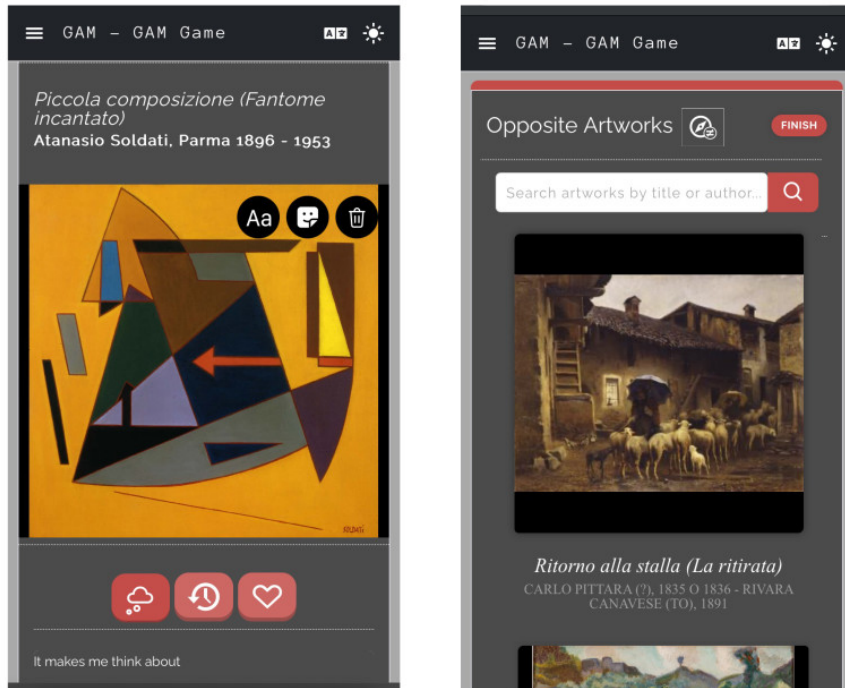 GAM – GAM Game
Piccola composizione (Fantome
incantato)
Atanasio Soldati, Parma 1896 - 1953
Aa
SOLDATI
It makes me think about
GAM – GAM Game
Opposite Artworks
FINISH
Search artworks by title or author...
Ritorno alla stalla (La ritirata)
CARLO PITTARA (?), 1835 O 1836 - RIVARA
CANAVESE (TO), 1891